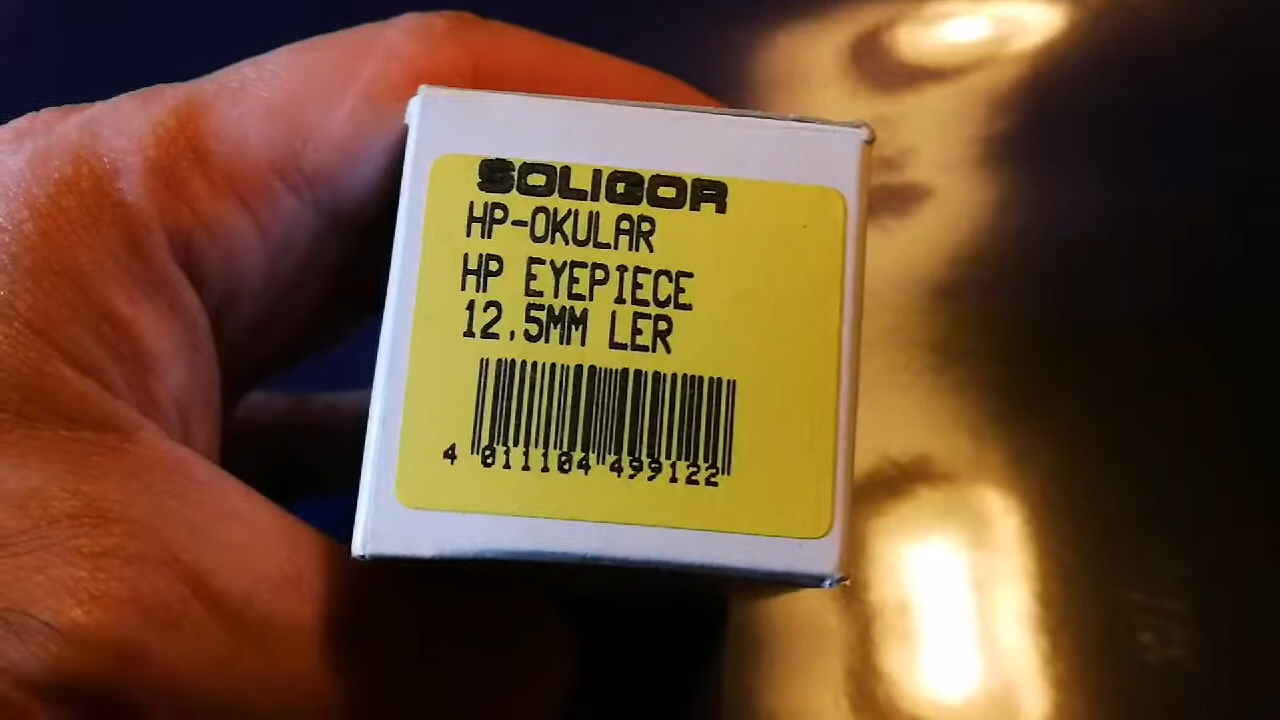 SOLIGOR
HP-OKULAR
HP EYEPIECE
12.5MM LER
4 011104 499122